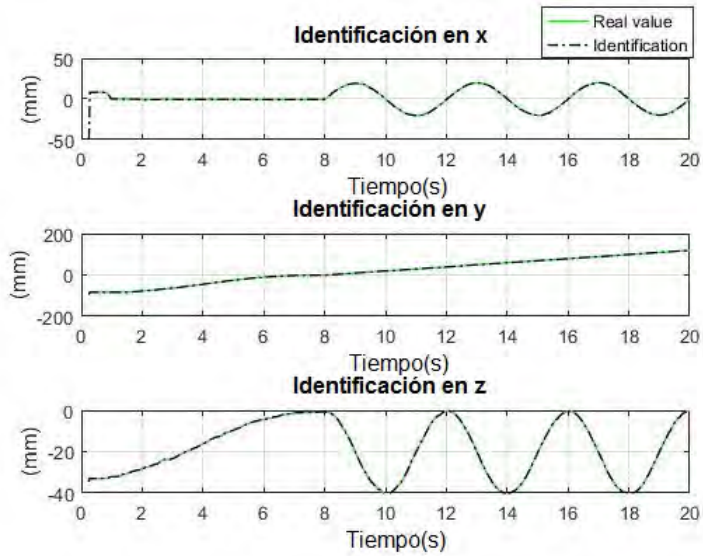 Identificación en x
Real value
Identification
50
0
-50
(mm)
0 2 4 6 8 10 12 14 16 18 20
Tiempo(s)
Identificación en y
200
0
-200
(mm)
0 2 4 6 8 10 12 14 16 18 20
Tiempo(s)
Identificación en z
0
-20
-40
(mm)
0 2 4 6 8 10 12 14 16 18 20
Tiempo(s)